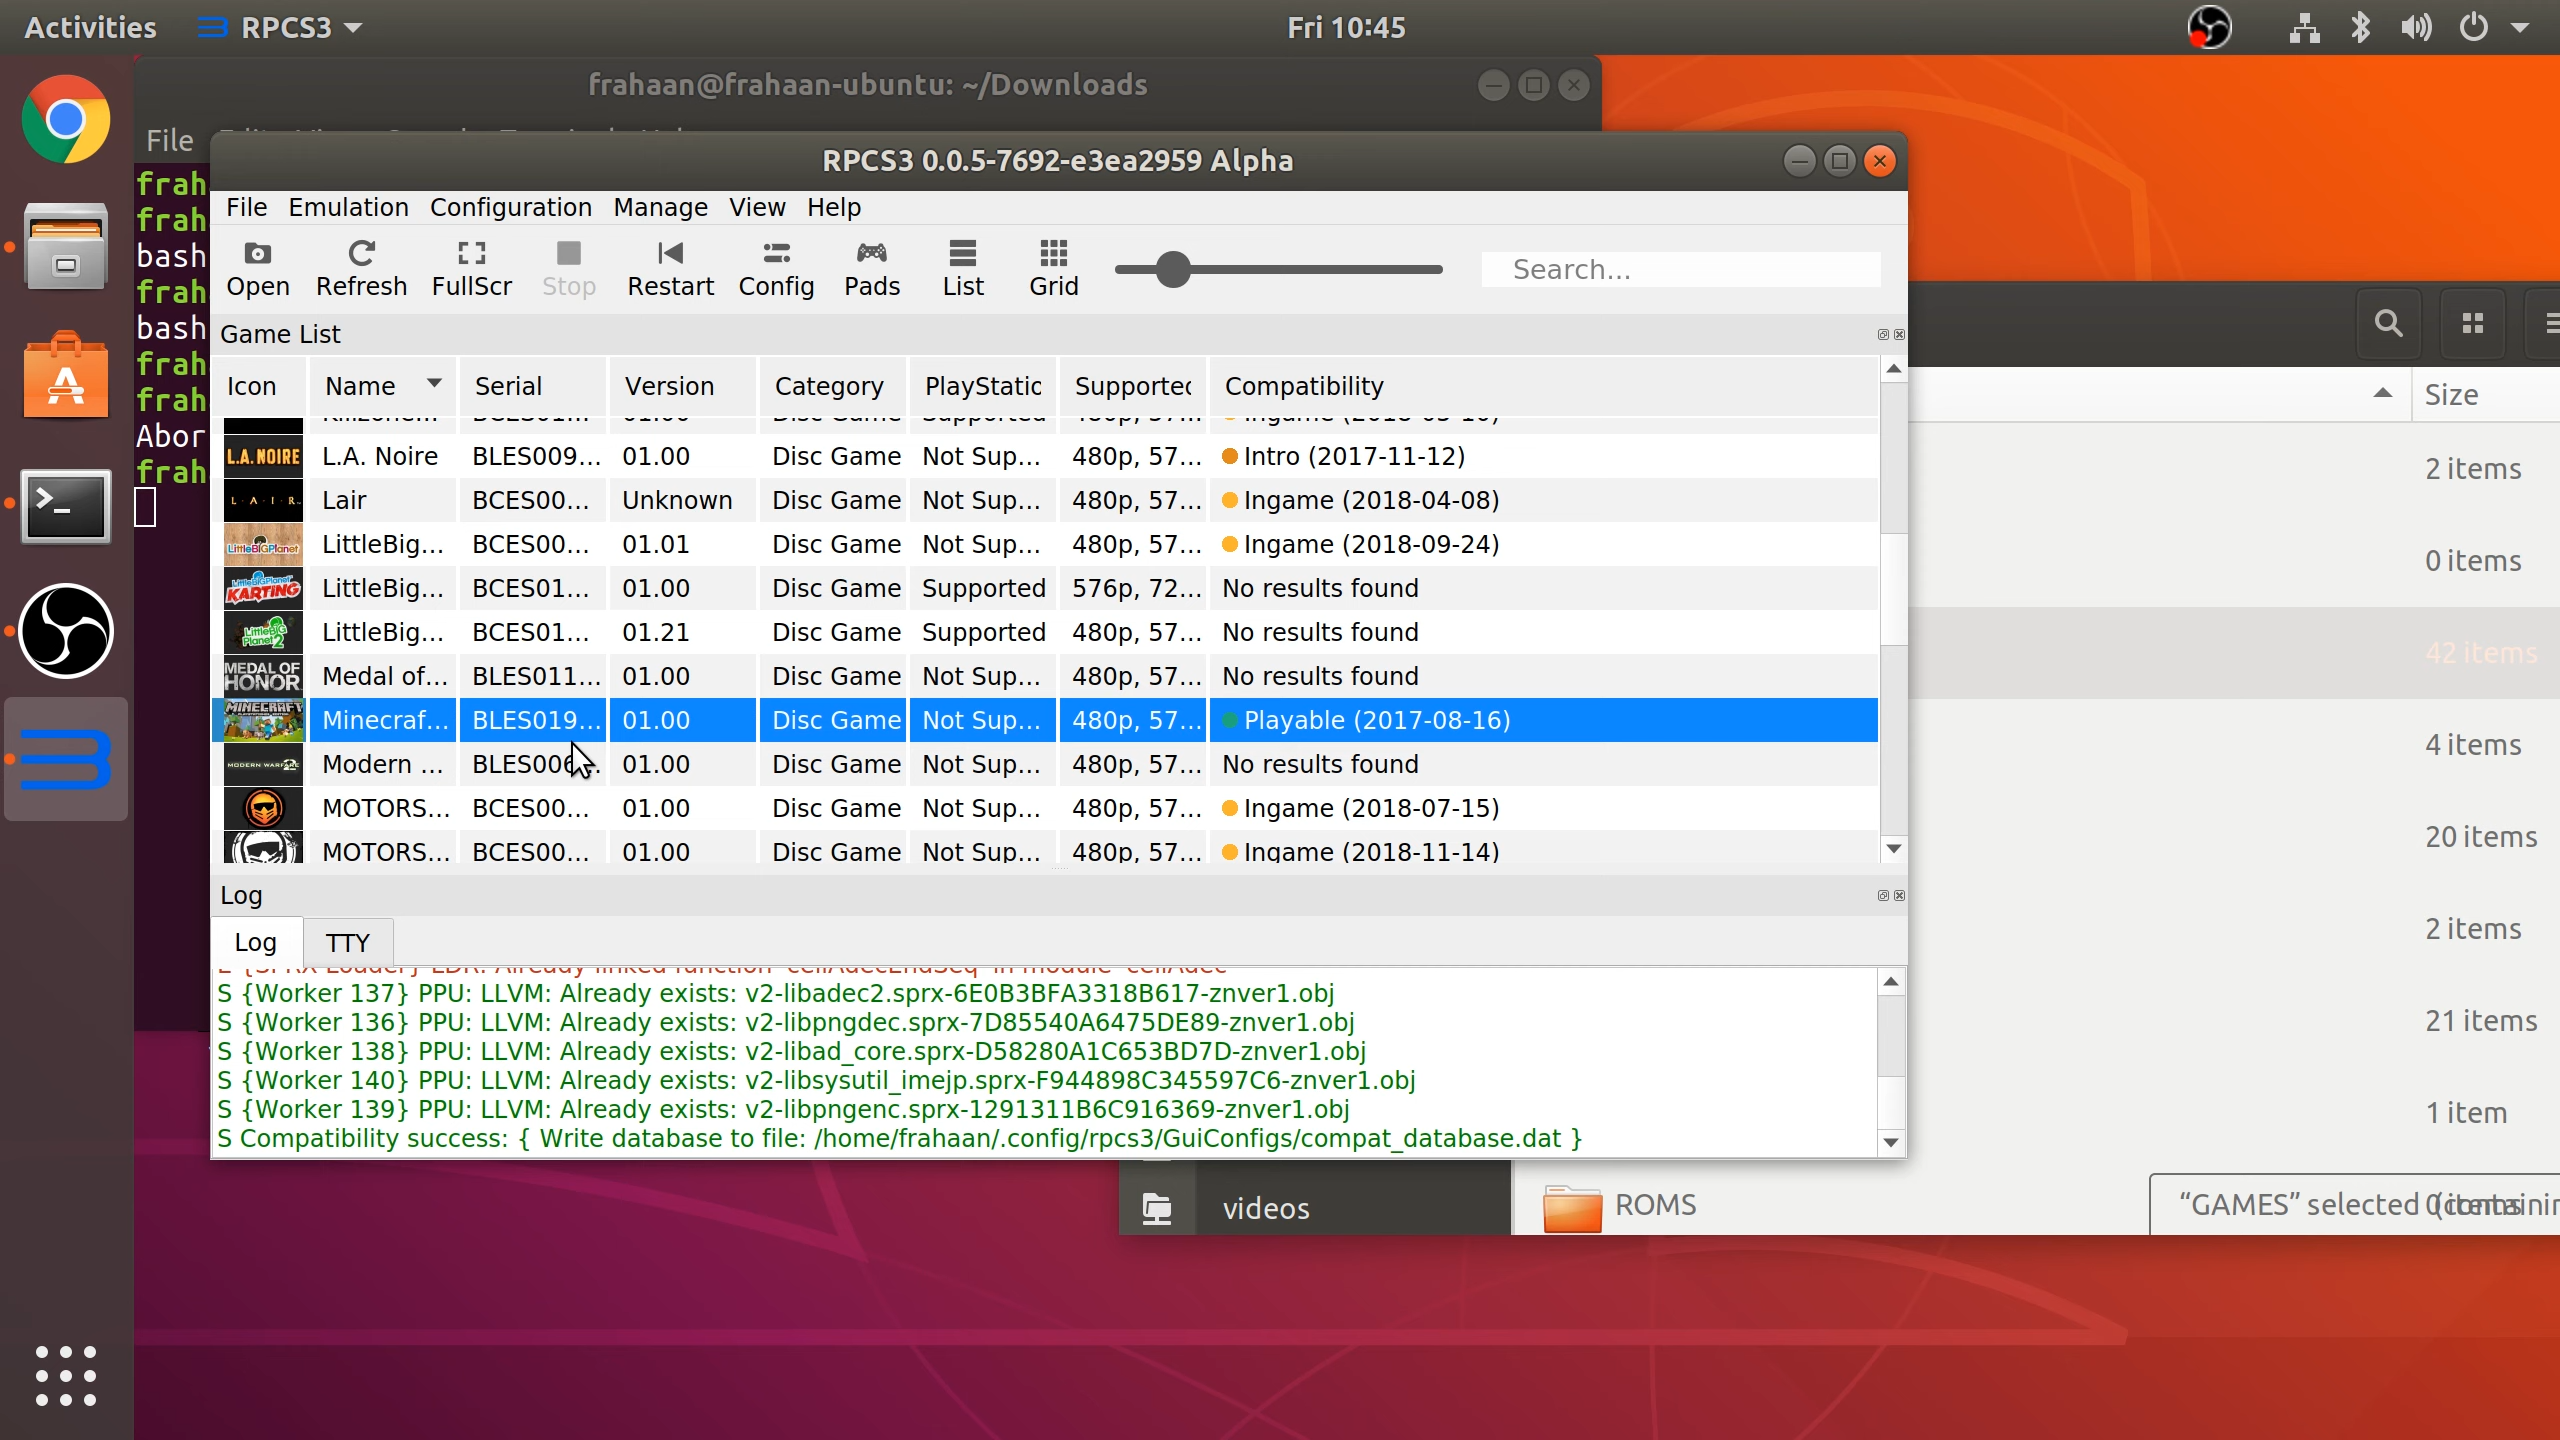 Activities RPCS3 Fri 10:45
frahaan@frahaan-ubuntu: ~/Downloads
File
RPCS3 0.0.5-7692-e3ea2959 Alpha
File Emulation Configuration Manage View Help
Open Refresh FullScr Stop Restart Config Pads List Grid Search...
Game List
Icon Name Serial Version Category PlayStatic Supported Compatibility
L.A. NOIRE L.A. Noire BLES009... 01.00 Disc Game Not Sup... 480p, 57... Intro (2017-11-12)
L·A·I·R Lair BCES00... Unknown Disc Game Not Sup... 480p, 57... Ingame (2018-04-08)
LittleBIGPlanet LittleBig... BCES00... 01.01 Disc Game Not Sup... 480p, 57... Ingame (2018-09-24)
LittleBIGPlanet KARTING LittleBig... BCES01... 01.00 Disc Game Supported 576p, 72... No results found
LittleBIG Planet 2 LittleBig... BCES01... 01.21 Disc Game Supported 480p, 57... No results found
MEDAL OF HONOR Medal of... BLES011... 01.00 Disc Game Not Sup... 480p, 57... No results found
MINECRAFT Minecraf... BLES019... 01.00 Disc Game Not Sup... 480p, 57... Playable (2017-08-16)
MODERN WARFARE 2 Modern ... BLES006... 01.00 Disc Game Not Sup... 480p, 57... No results found
MOTORS... BCES00... 01.00 Disc Game Not Sup... 480p, 57... Ingame (2018-07-15)
MOTORS... BCES00... 01.00 Disc Game Not Sup... 480p, 57... Ingame (2018-11-14)
Log
Log TTY
S {Worker 137} PPU: LLVM: Already exists: v2-libadec2.sprx-6E0B3BFA3318B617-znver1.obj
S {Worker 136} PPU: LLVM: Already exists: v2-libpngdec.sprx-7D85540A6475DE89-znver1.obj
S {Worker 138} PPU: LLVM: Already exists: v2-libad_core.sprx-D58280A1C653BD7D-znver1.obj
S {Worker 140} PPU: LLVM: Already exists: v2-libsysutil_imejp.sprx-F944898C345597C6-znver1.obj
S {Worker 139} PPU: LLVM: Already exists: v2-libpngenc.sprx-1291311B6C916369-znver1.obj
S Compatibility success: { Write database to file: /home/frahaan/.config/rpcs3/GuiConfigs/compat_database.dat }
frah
frah
bash
frah
bash
frah
frah
Abor
frah
Size
2 items
0 items
42 items
4 items
20 items
2 items
21 items
1 item
videos ROMS "GAMES" selected